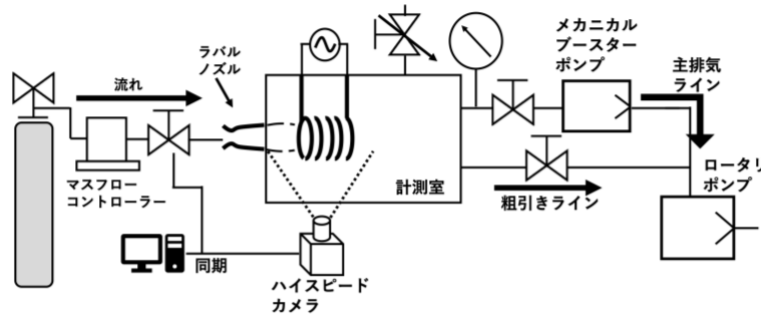 メカニカル
ブースター
ポンプ
ラバル
ノズル
流れ
主排気
ライン
マスフロー
コントローラー
計測室
ロータリ
ポンプ
粗引きライン
同期
ハイスピード
カメラ